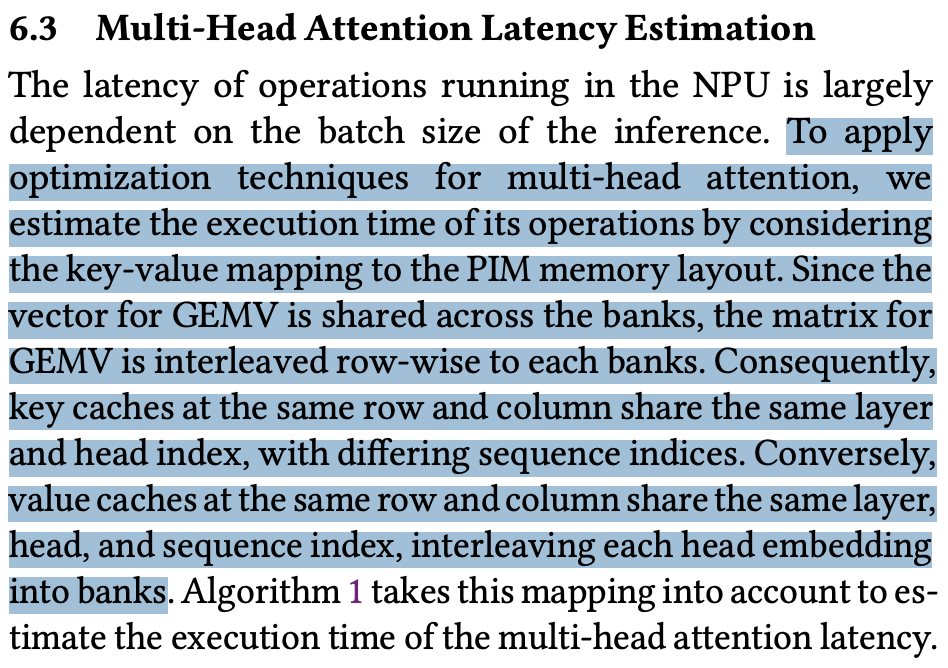 6.3 Multi-Head Attention Latency Estimation
The latency of operations running in the NPU is largely
dependent on the batch size of the inference. To apply
optimization techniques for multi-head attention, we
estimate the execution time of its operations by considering
the key-value mapping to the PIM memory layout. Since the
vector for GEMV is shared across the banks, the matrix for
GEMV is interleaved row-wise to each banks. Consequently,
key caches at the same row and column share the same layer
and head index, with differing sequence indices. Conversely,
value caches at the same row and column share the same layer,
head, and sequence index, interleaving each head embedding
into banks. Algorithm 1 takes this mapping into account to es-
timate the execution time of the multi-head attention latency.